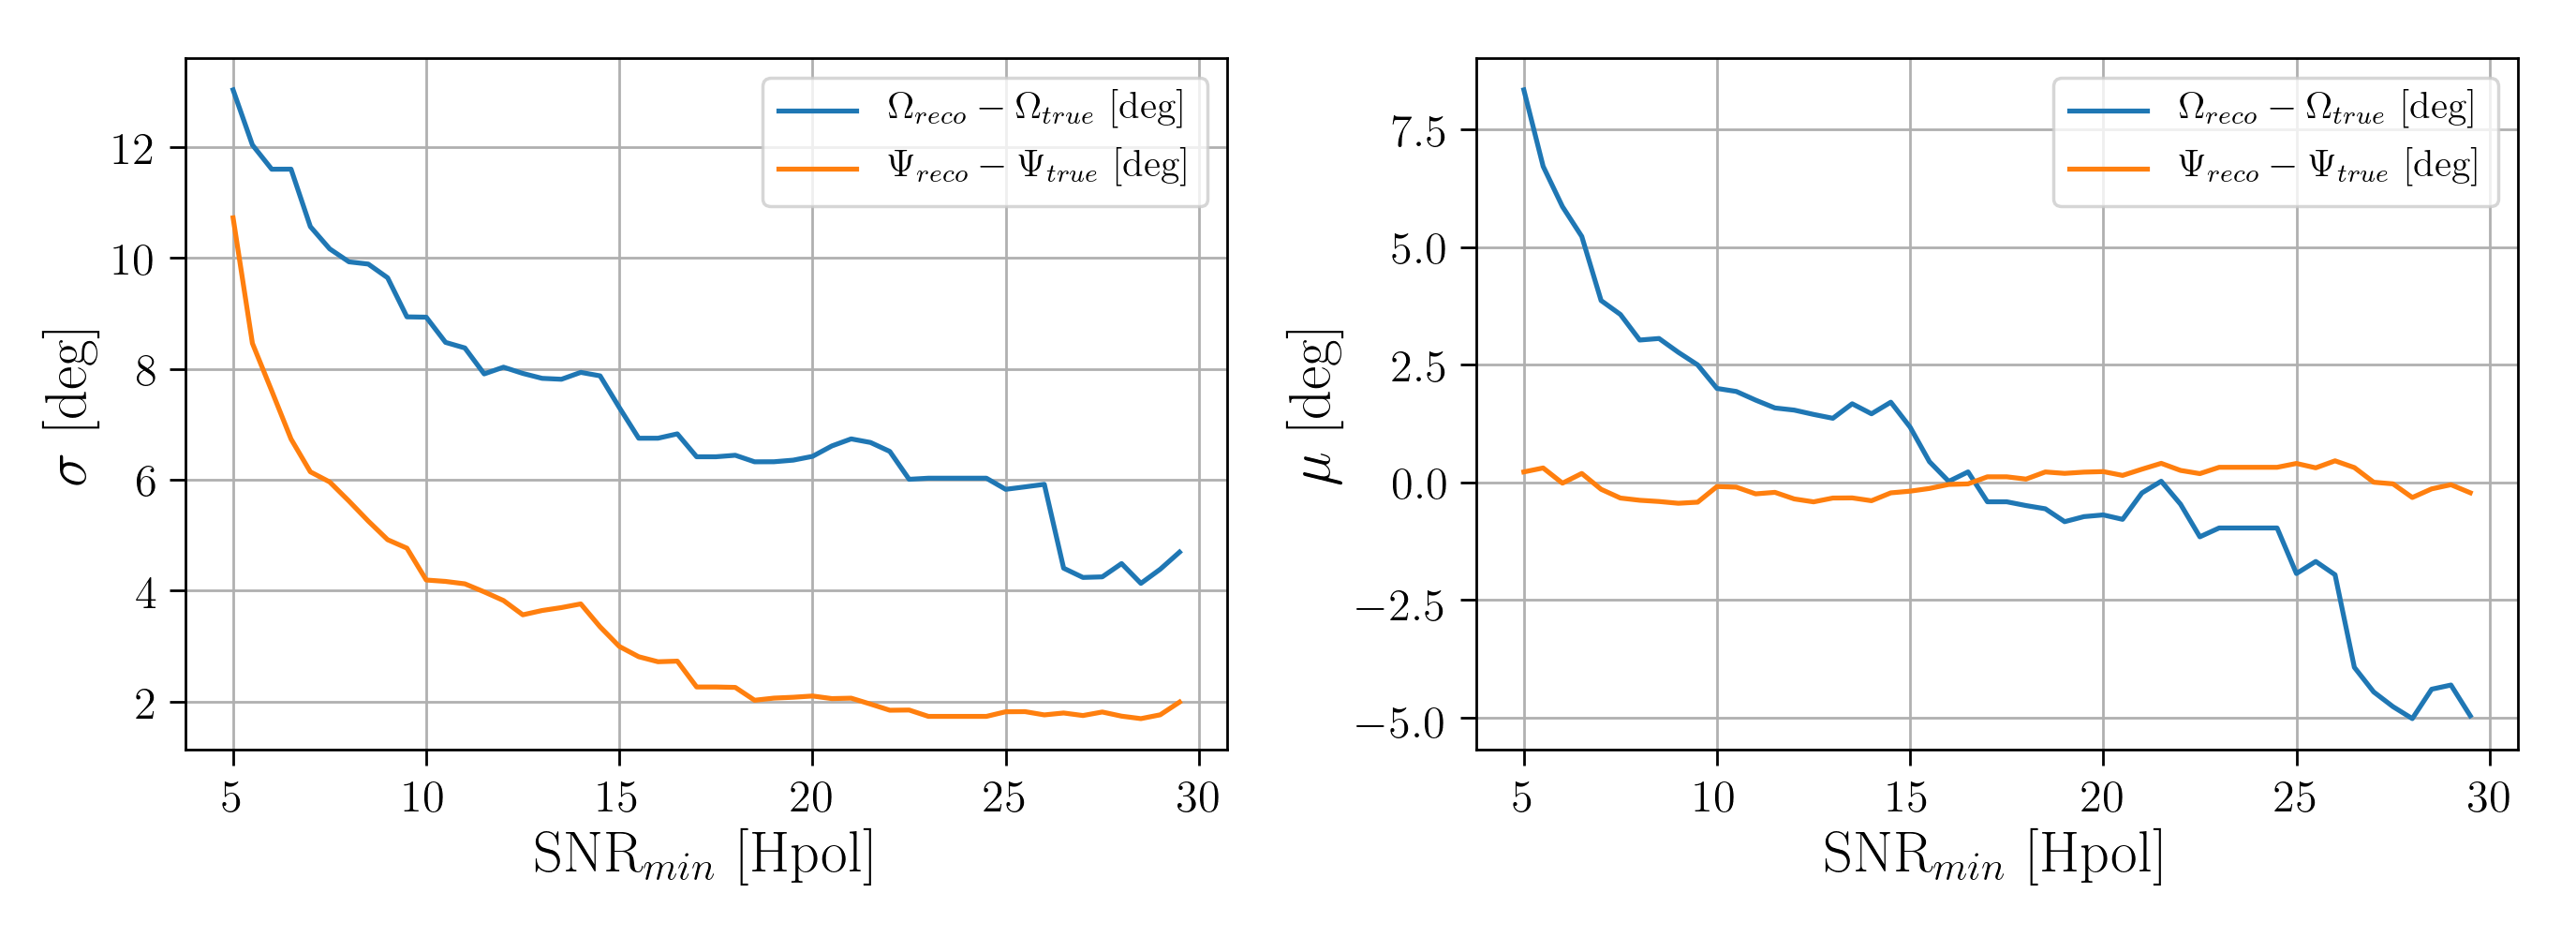 Ω_reco − Ω_true [deg]
Ψ_reco − Ψ_true [deg]
12
10
8
6
4
2
σ [deg]
5 10 15 20 25 30
SNR_min [Hpol]
Ω_reco − Ω_true [deg]
Ψ_reco − Ψ_true [deg]
7.5
5.0
2.5
0.0
−2.5
−5.0
μ [deg]
5 10 15 20 25 30
SNR_min [Hpol]